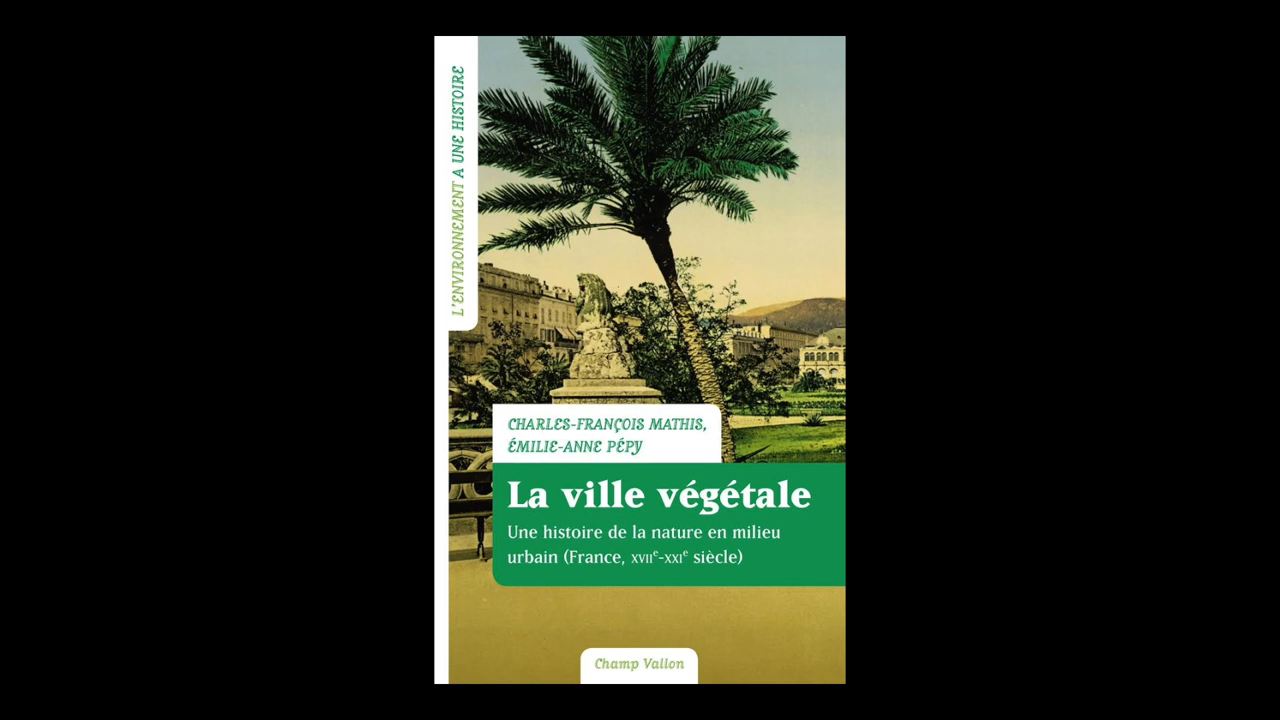 L'ENVIRONNEMENT A UNE HISTOIRE
CHARLES-FRANÇOIS MATHIS,
ÉMILIE-ANNE PÉPY
La ville végétale
Une histoire de la nature en milieu
urbain (France, XVIIe-XXIe siècle)
Champ Vallon